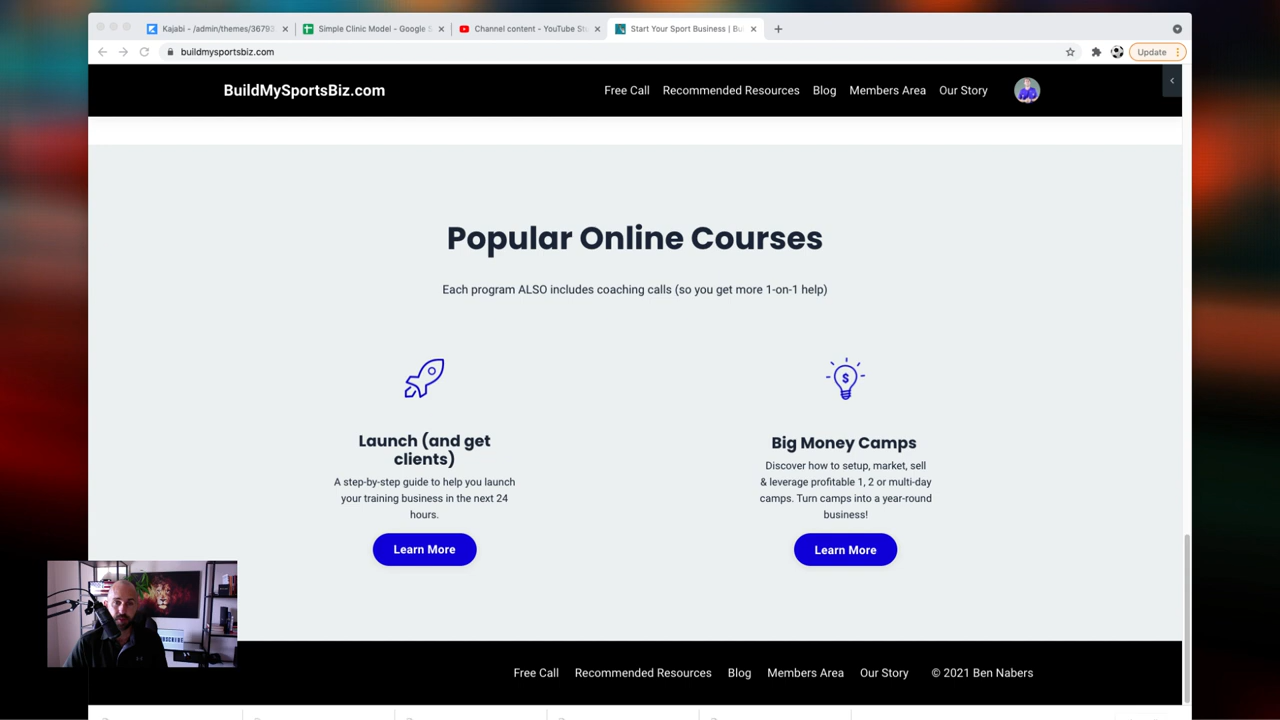 Kajabi - /admin/themes/36793
Simple Clinic Model - Google S
Channel content - YouTube Stu
Start Your Sport Business | Bui
buildmysportsbiz.com
Update
BuildMySportsBiz.com
Free Call
Recommended Resources
Blog
Members Area
Our Story
Popular Online Courses
Each program ALSO includes coaching calls (so you get more 1-on-1 help)
Launch (and get
clients)
A step-by-step guide to help you launch
your training business in the next 24
hours.
Learn More
Big Money Camps
Discover how to setup, market, sell
& leverage profitable 1, 2 or multi-day
camps. Turn camps into a year-round
business!
Learn More
Free Call
Recommended Resources
Blog
Members Area
Our Story
© 2021 Ben Nabers